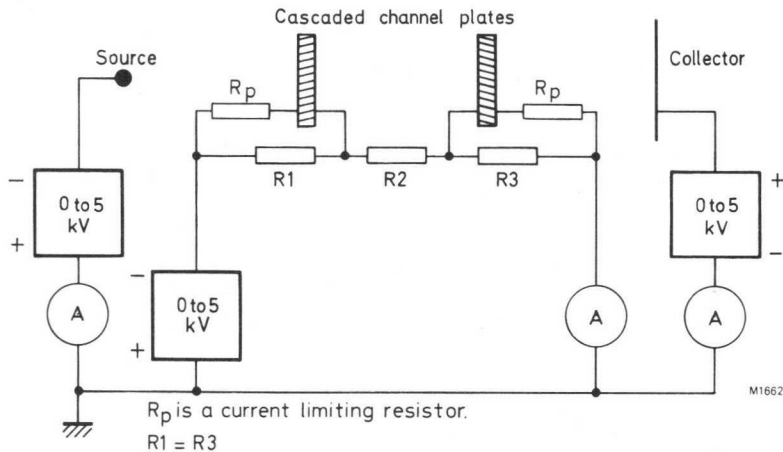 Cascaded channel plates
Source
Collector
Rp
Rp
R1
R2
R3
-
0 to 5
kV
+
-
0 to 5
kV
+
+
0 to 5
kV
-
A
A
A
M1662
Rp is a current limiting resistor.
R1 = R3